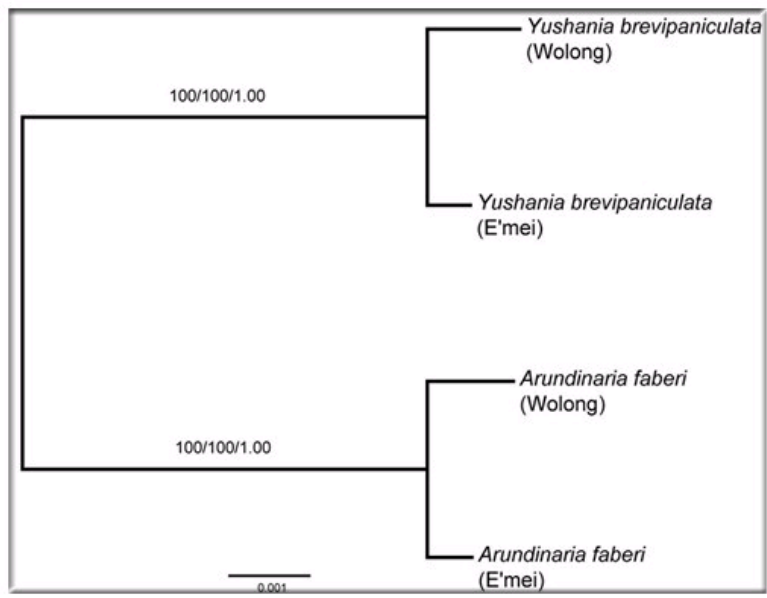 Yushania brevipaniculata
(Wolong)
100/100/1.00
Yushania brevipaniculata
(E'mei)
Arundinaria faberi
(Wolong)
100/100/1.00
Arundinaria faberi
(E'mei)
0.001